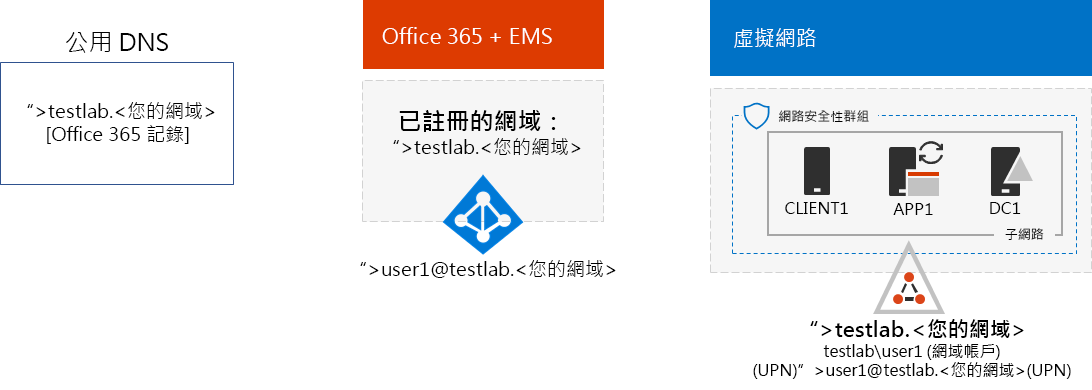 公用 DNS
“>testlab.<您的網域>
[Office 365 記錄]
Office 365 + EMS
已註冊的網域：
“>testlab.<您的網域>
“>user1@testlab.<您的網域>
虛擬網路
網路安全性群組
CLIENT1
APP1
DC1
子網路
“>testlab.<您的網域>
testlab\user1 (網域帳戶)
(UPN)” >user1@testlab.<您的網域>(UPN)